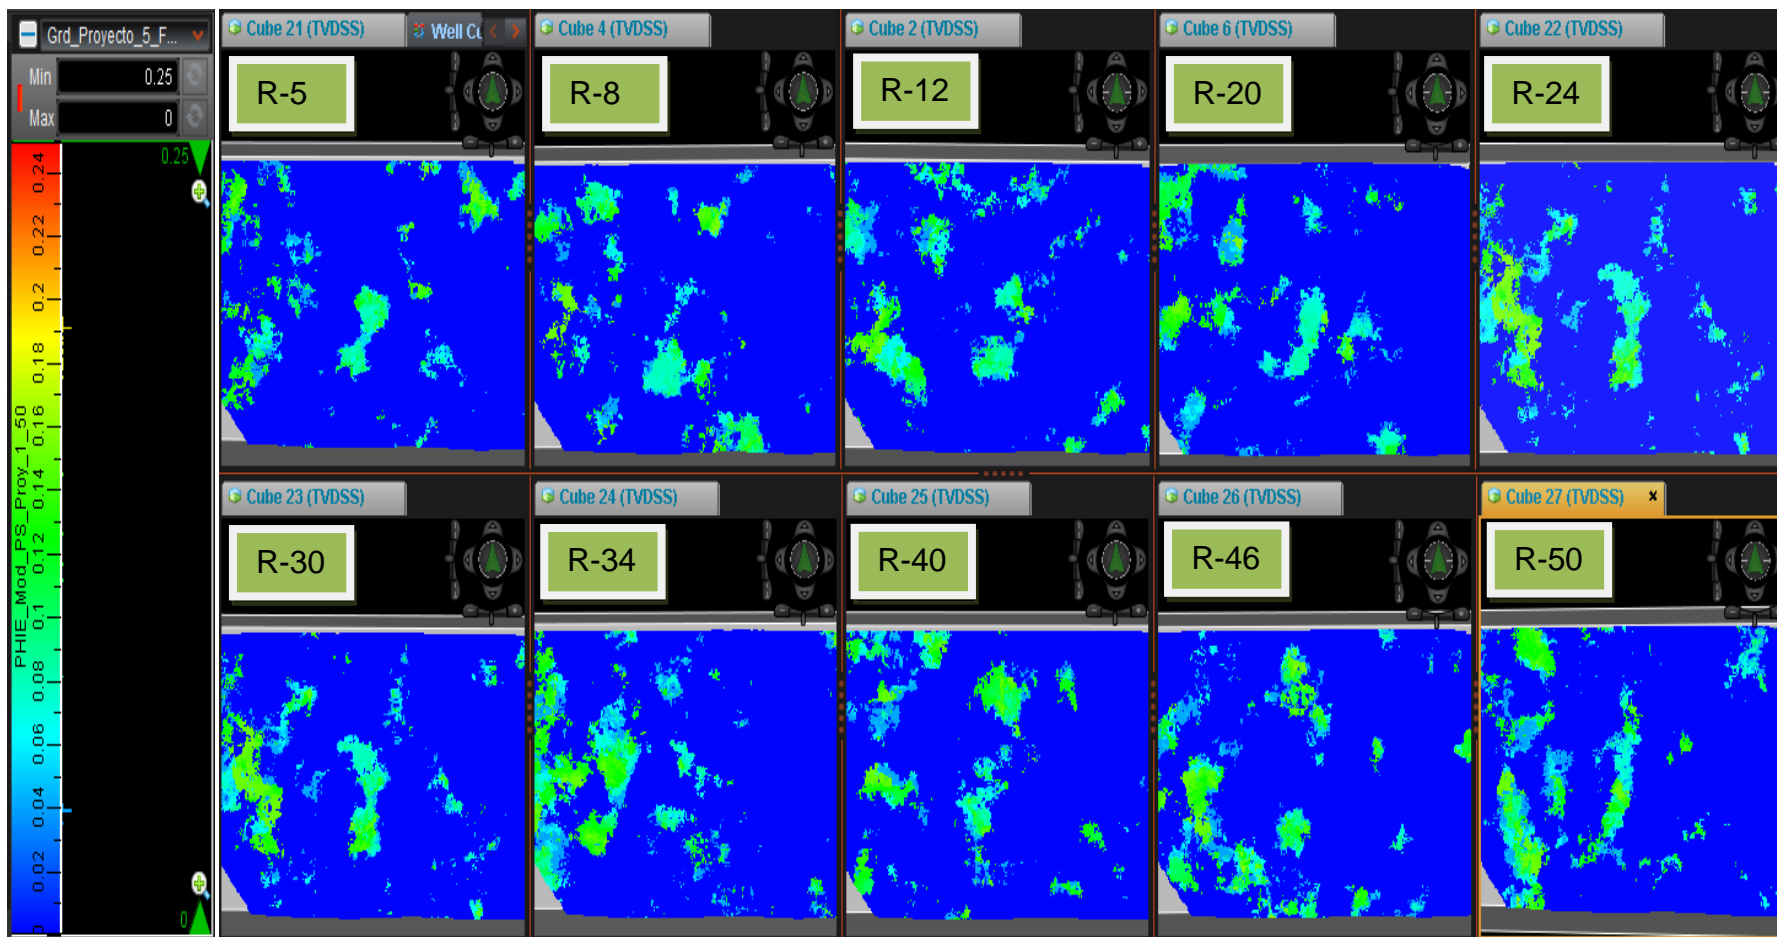 Grd_Proyecto_5_F...
Min 0.25
Max 0
0.25
0.24
0.22
0.2
0.18
0.16
0.14
0.12
0.1
0.08
0.06
0.04
0.02
0
0
PHIE_Mod_PS_Proy_1_50
Cube 21 (TVDSS)
Well Cu
Cube 4 (TVDSS)
Cube 2 (TVDSS)
Cube 6 (TVDSS)
Cube 22 (TVDSS)
R-5
R-8
R-12
R-20
R-24
Cube 23 (TVDSS)
Cube 24 (TVDSS)
Cube 25 (TVDSS)
Cube 26 (TVDSS)
Cube 27 (TVDSS) x
R-30
R-34
R-40
R-46
R-50